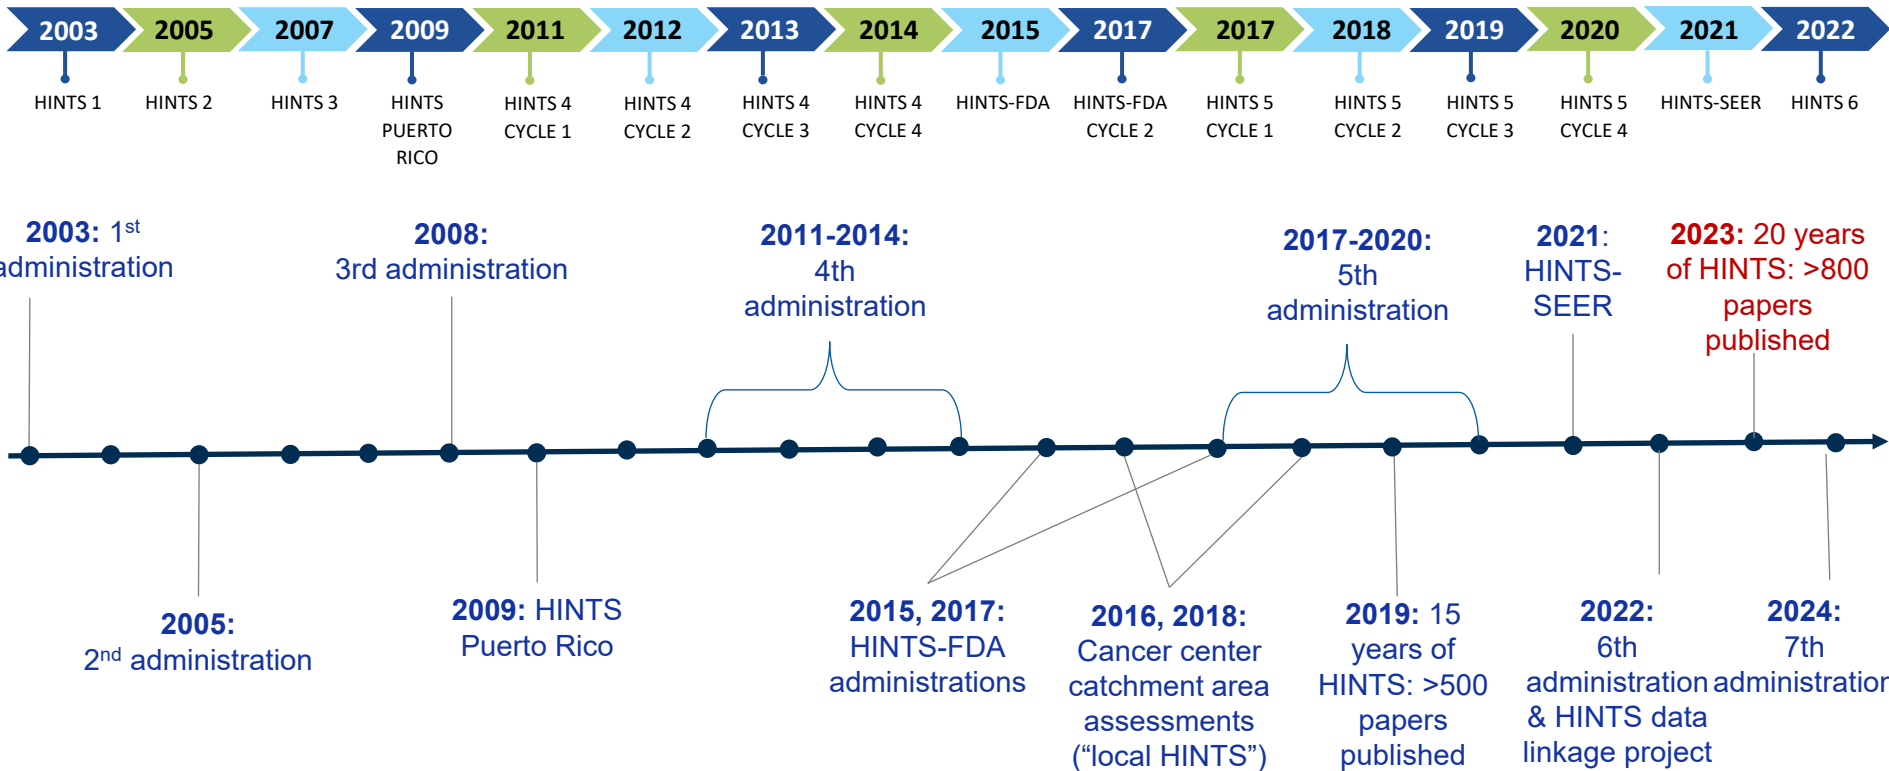 2003 2005 2007 2009 2011 2012 2013 2014 2015 2017 2017 2018 2019 2020 2021 2022
HINTS 1
HINTS 2
HINTS 3
HINTS
PUERTO
RICO
HINTS 4
CYCLE 1
HINTS 4
CYCLE 2
HINTS 4
CYCLE 3
HINTS 4
CYCLE 4
HINTS-FDA
HINTS-FDA
CYCLE 2
HINTS 5
CYCLE 1
HINTS 5
CYCLE 2
HINTS 5
CYCLE 3
HINTS 5
CYCLE 4
HINTS-SEER
HINTS 6
2003: 1st
administration
2008:
3rd administration
2011-2014:
4th
administration
2017-2020:
5th
administration
2021:
HINTS-
SEER
2023: 20 years
of HINTS: >800
papers
published
2005:
2nd administration
2009: HINTS
Puerto Rico
2015, 2017:
HINTS-FDA
administrations
2016, 2018:
Cancer center
catchment area
assessments
(“local HINTS”)
2019: 15
years of
HINTS: >500
papers
published
2022:
6th
administration
& HINTS data
linkage project
2024:
7th
administration